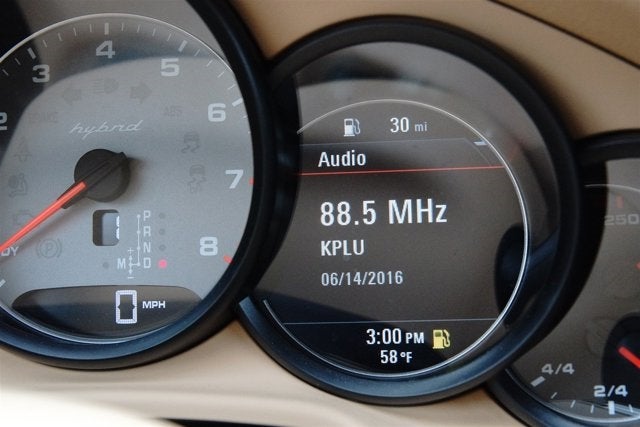 2
3
4
5
6
7
8
ABS
hybrid
DY
P
R
N
M D
+
-
0 MPH
30 mi
Audio
88.5 MHz
KPLU
06/14/2016
3:00 PM
58°F
250
4/4
2/4